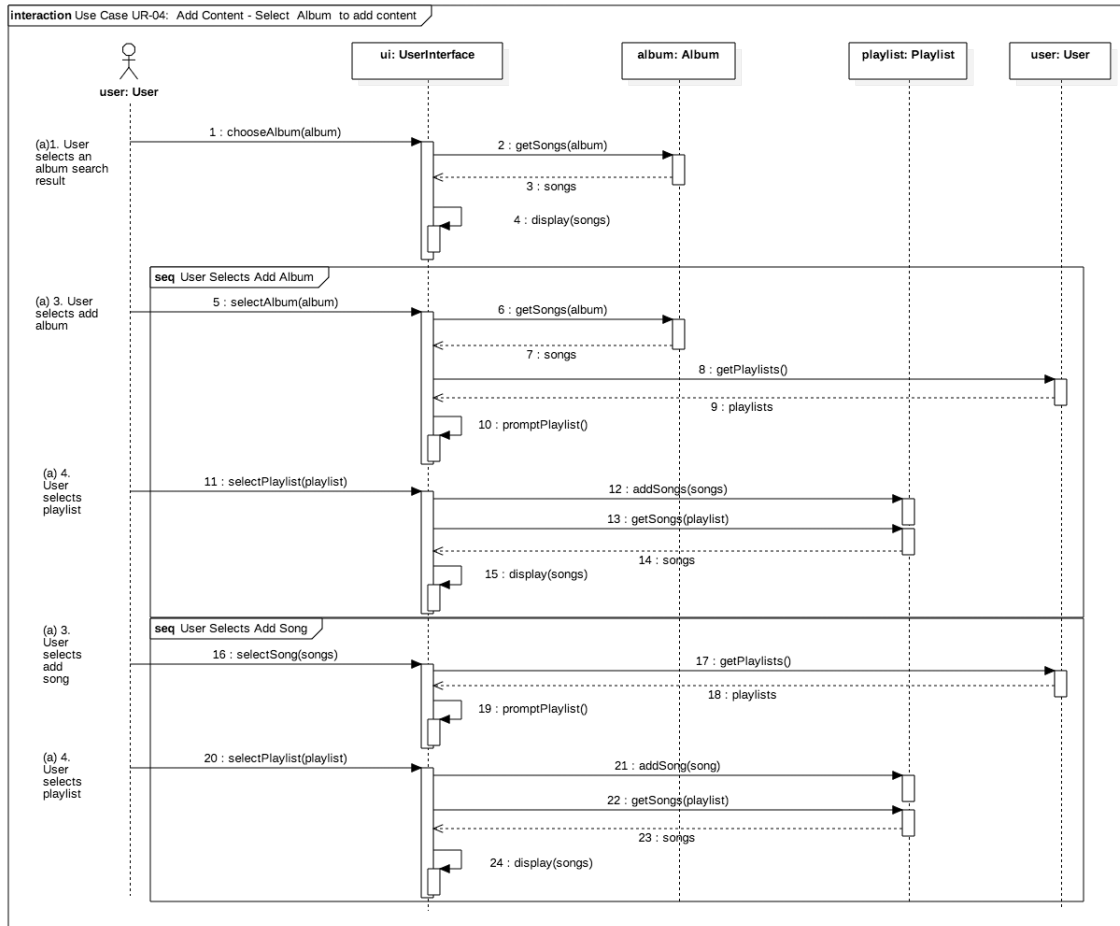 interaction Use Case UR-04: Add Content - Select Album to add content
user: User
ui: UserInterface
album: Album
playlist: Playlist
user: User
(a)1. User
selects an
album search
result
1 : chooseAlbum(album)
2 : getSongs(album)
3 : songs
4 : display(songs)
seq User Selects Add Album
(a) 3. User
selects add
album
5 : selectAlbum(album)
6 : getSongs(album)
7 : songs
8 : getPlaylists()
9 : playlists
10 : promptPlaylist()
(a) 4.
User
selects
playlist
11 : selectPlaylist(playlist)
12 : addSongs(songs)
13 : getSongs(playlist)
14 : songs
15 : display(songs)
seq User Selects Add Song
(a) 3.
User
selects
add
song
16 : selectSong(songs)
17 : getPlaylists()
18 : playlists
19 : promptPlaylist()
(a) 4.
User
selects
playlist
20 : selectPlaylist(playlist)
21 : addSong(song)
22 : getSongs(playlist)
23 : songs
24 : display(songs)